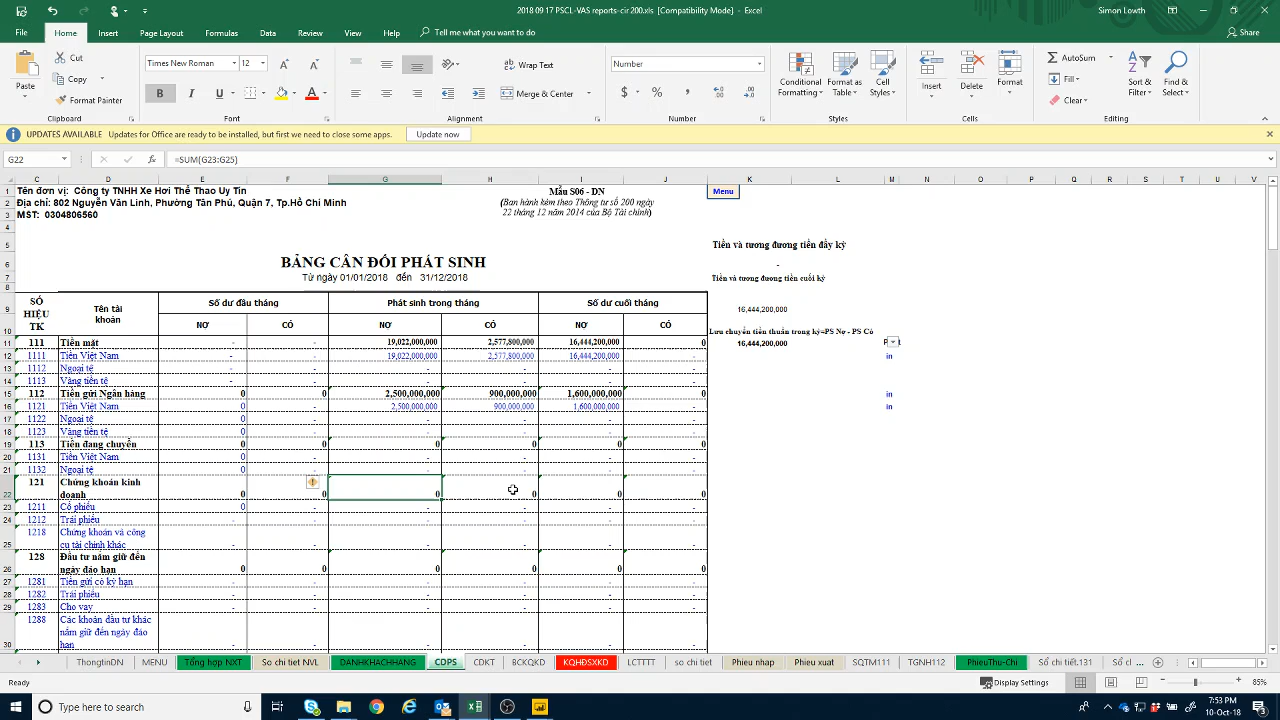 2018 09 17 PSCL-VAS reports-cir 200.xls [Compatibility Mode] - Excel
Simon Lowth
File Home Insert Page Layout Formulas Data Review View Help Tell me what you want to do
Share
Paste
Cut
Copy
Format Painter
Clipboard
Times New Roman 12
Font
Wrap Text
Merge & Center
Alignment
Number
Number
Conditional Formatting
Format as Table
Cell Styles
Styles
Insert Delete Format
Cells
AutoSum
Fill
Clear
Sort & Filter
Find & Select
Editing
UPDATES AVAILABLE Updates for Office are ready to be installed, but first we need to close some apps. Update now
G22 =SUM(G23:G25)
C D E F G H I J K L M N O P Q R S T U V
Tên đơn vị: Công ty TNHH Xe Hơi Thể Thao Uy Tín
Địa chỉ: 802 Nguyễn Văn Linh, Phường Tân Phú, Quận 7, Tp.Hồ Chí Minh
MST: 0304806560
Mẫu S06 - DN
(Ban hành kèm theo Thông tư số 200 ngày
22 tháng 12 năm 2014 của Bộ Tài chính)
Menu
BẢNG CÂN ĐỐI PHÁT SINH
Từ ngày 01/01/2018 đến 31/12/2018
Tiền và tương đương tiền đầy kỳ
-
Tiền và tương đương tiền cuối kỳ
16,444,200,000
Lưu chuyển tiền thuần trong kỳ=PS Nợ - PS Có
16,444,200,000
SỐ HIỆU TK Tên tài khoản Số dư đầu tháng Phát sinh trong tháng Số dư cuối tháng
NỢ CÓ NỢ CÓ NỢ CÓ
111 Tiền mặt - - 19,022,000,000 2,577,800,000 16,444,200,000 0
1111 Tiền Việt Nam - - 19,022,000,000 2,577,800,000 16,444,200,000 - in
1112 Ngoại tệ - - - - - -
1113 Vàng tiền tệ - - - - - -
112 Tiền gửi Ngân hàng 0 0 2,500,000,000 900,000,000 1,600,000,000 0 in
1121 Tiền Việt Nam 0 - 2,500,000,000 900,000,000 1,600,000,000 - in
1122 Ngoại tệ 0 - - - - -
1123 Vàng tiền tệ 0 - - - - -
113 Tiền đang chuyển 0 0 0 0 0 0
1131 Tiền Việt Nam 0 - - - - -
1132 Ngoại tệ 0 - - - - -
121 Chứng khoán kinh doanh 0 0 0 0 0 0
1211 Cổ phiếu 0 - - - - -
1212 Trái phiếu - - - - - -
1218 Chứng khoán và công cụ tài chính khác - - - - - -
128 Đầu tư nắm giữ đến ngày đáo hạn 0 0 0 0 0 0
1281 Tiền gửi có kỳ hạn - - - - - -
1282 Trái phiếu - - - - - -
1283 Cho vay - - - - - -
1288 Các khoản đầu tư khác nắm giữ đến ngày đáo hạn - - - - - -
ThongtinDN MENU Tổng hợp NXT So chi tiet NVL DANHKHACHHANG CDPS CDKT BCKQKD KQHĐSXKD LCTTTT so chi tiet Phieu nhap Phieu xuat SQTM111 PhieuThu-Chi
Ready
Display Settings
85%
Type here to search
7:53 PM
10-Oct-18